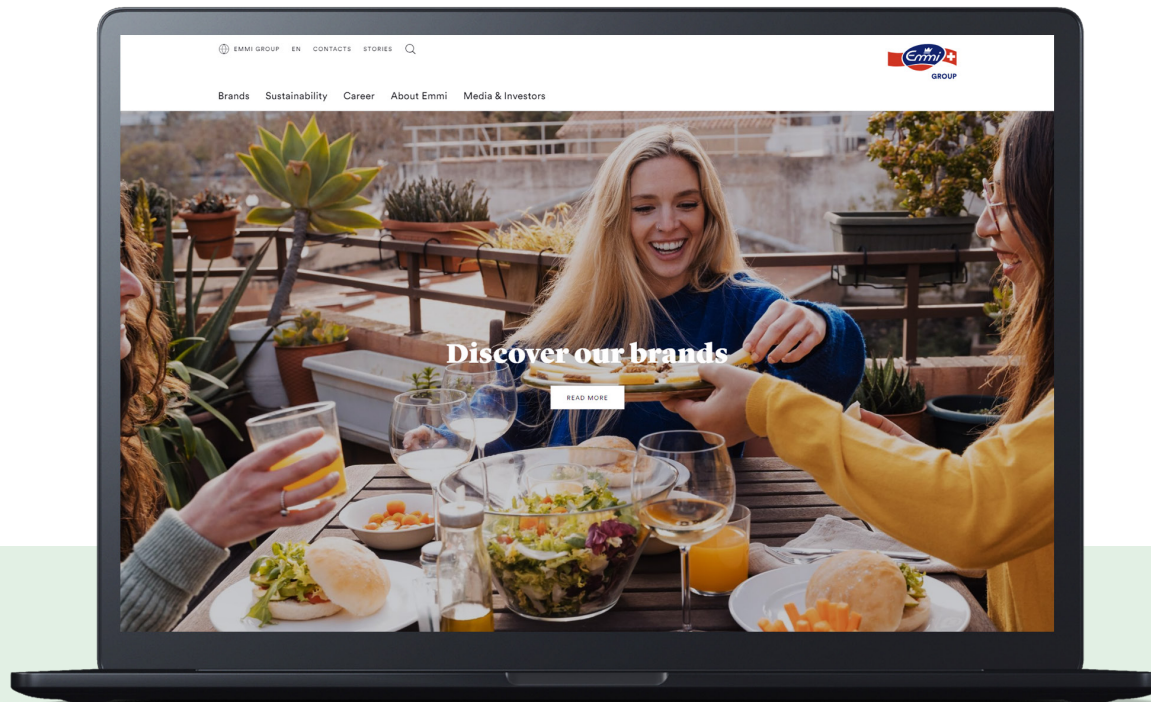 EMMI GROUP EN CONTACTS STORIES
Emmi
GROUP
Brands Sustainability Career About Emmi Media & Investors
Discover our brands
READ MORE